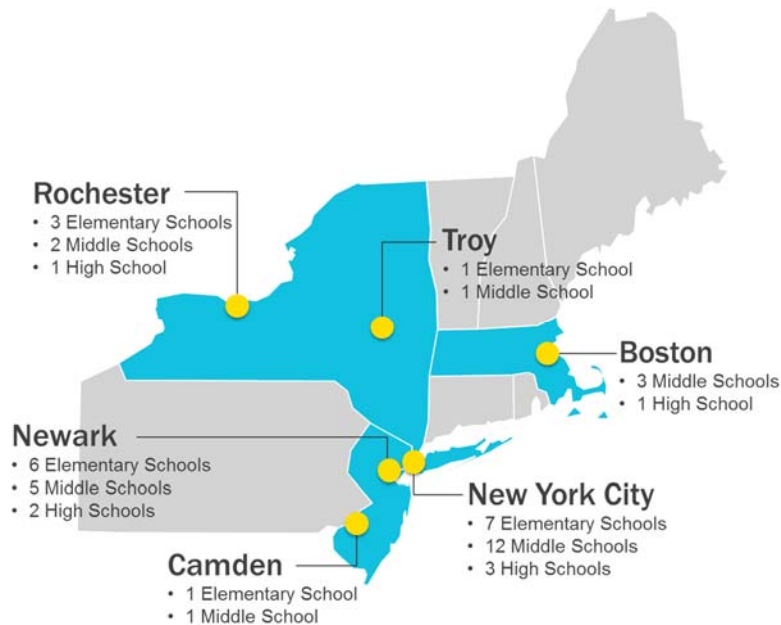 Rochester
• 3 Elementary Schools
• 2 Middle Schools
• 1 High School
Troy
• 1 Elementary School
• 1 Middle School
Boston
• 3 Middle Schools
• 1 High School
Newark
• 6 Elementary Schools
• 5 Middle Schools
• 2 High Schools
New York City
• 7 Elementary Schools
• 12 Middle Schools
• 3 High Schools
Camden
• 1 Elementary School
• 1 Middle School